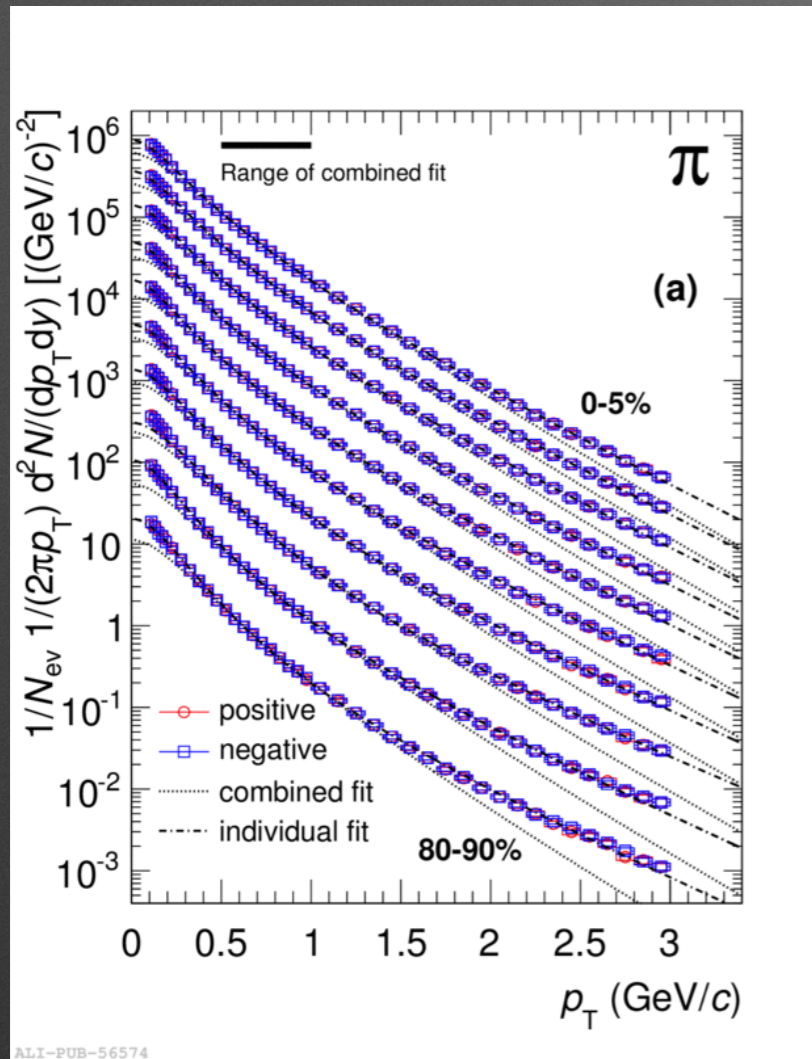 1/N_ev 1/(2πp_T) d²N/(dp_Tdy) [(GeV/c)⁻²]
10⁶
10⁵
10⁴
10³
10²
10
1
10⁻¹
10⁻²
10⁻³
Range of combined fit
π
(a)
0-5%
positive
negative
combined fit
individual fit
80-90%
0 0.5 1 1.5 2 2.5 3
p_T (GeV/c)
ALI-PUB-56574